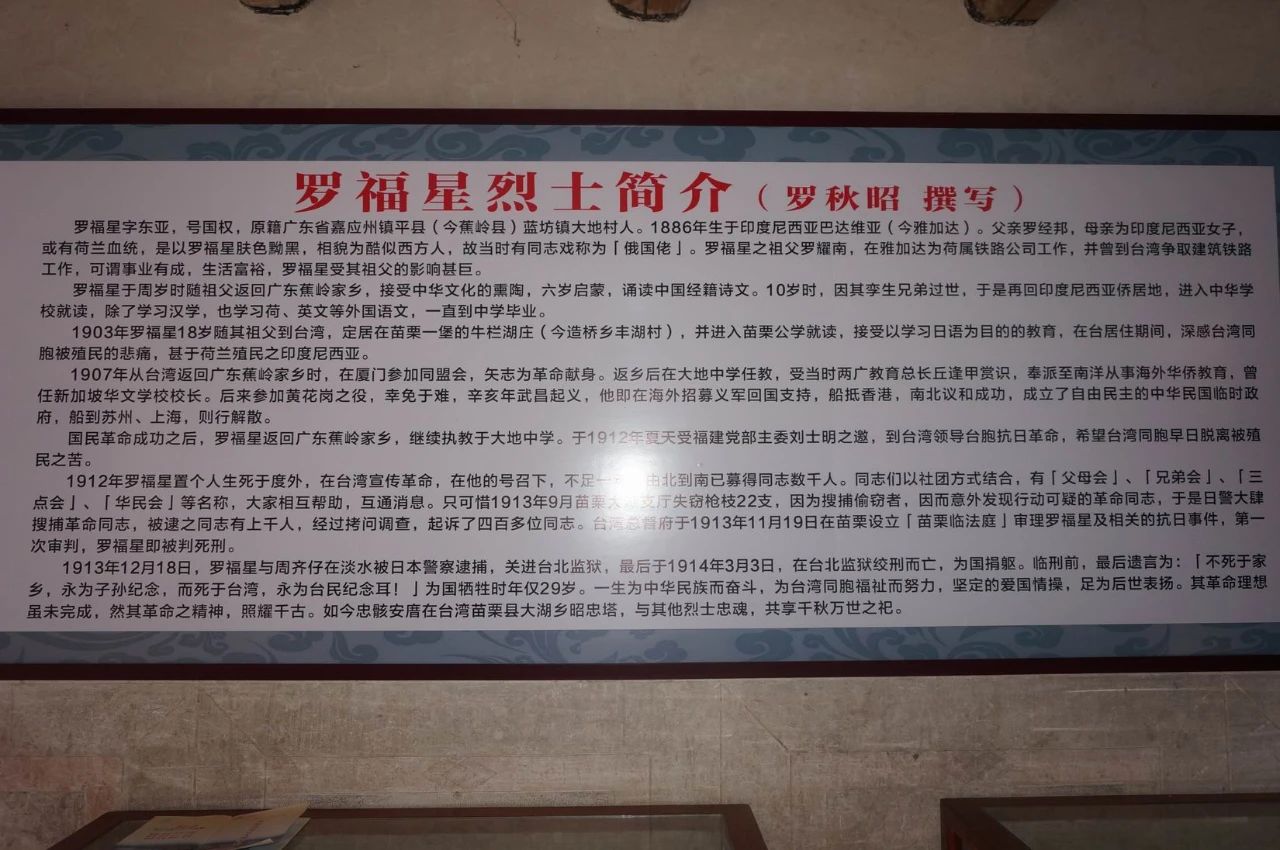 罗福星烈士简介（罗秋昭 撰写）
罗福星字东亚，号国权，原籍广东省嘉应州镇平县（今蕉岭县）蓝坊镇大地村人。1886年生于印度尼西亚巴达维亚（今雅加达）。父亲罗经邦，母亲为印度尼西亚女子，
或有荷兰血统，是以罗福星肤色黝黑，相貌为酷似西方人，故当时有同志戏称为「俄国佬」。罗福星之祖父罗耀南，在雅加达为荷属铁路公司工作，并曾到台湾争取建筑铁路
工作，可谓事业有成，生活富裕，罗福星受其祖父的影响甚巨。
罗福星于周岁时随祖父返回广东蕉岭家乡，接受中华文化的熏陶，六岁启蒙，诵读中国经籍诗文。10岁时，因其孪生兄弟过世，于是再回印度尼西亚侨居地，进入中华学
校就读，除了学习汉学，也学习荷、英文等外国语文，一直到中学毕业。
1903年罗福星18岁随其祖父到台湾，定居在苗栗一堡的牛栏湖庄（今造桥乡丰湖村），并进入苗栗公学就读，接受以学习日语为目的的教育，在台居住期间，深感台湾同
胞被殖民的悲痛，甚于荷兰殖民之印度尼西亚。
1907年从台湾返回广东蕉岭家乡时，在厦门参加同盟会，矢志为革命献身。返乡后在大地中学任教，受当时两广教育总长丘逢甲赏识，奉派至南洋从事海外华侨教育，曾
任新加坡华文学校校长。后来参加黄花岗之役，幸免于难，辛亥年武昌起义，他即在海外招募义军回国支持，船抵香港，南北议和成功，成立了自由民主的中华民国临时政
府，船到苏州、上海，则行解散。
国民革命成功之后，罗福星返回广东蕉岭家乡，继续执教于大地中学。于1912年夏天受福建党部主委刘士明之邀，到台湾领导台胞抗日革命，希望台湾同胞早日脱离被殖
民之苦。
1912年罗福星置个人生死于度外，在台湾宣传革命，在他的号召下，不足一 由北到南已募得同志数千人。同志们以社团方式结合，有「父母会」、「兄弟会」、「三
点会」、「华民会」等名称，大家相互帮助，互通消息。只可惜1913年9月苗栗大 支厅失窃枪枝22支，因为搜捕偷窃者，因而意外发现行动可疑的革命同志，于是日警大肆
搜捕革命同志，被逮之同志有上千人，经过拷问调查，起诉了四百多位同志。台湾总督府于1913年11月19日在苗栗设立「苗栗临法庭」审理罗福星及相关的抗日事件，第一
次审判，罗福星即被判死刑。
1913年12月18日，罗福星与周齐仔在淡水被日本警察逮捕，关进台北监狱，最后于1914年3月3日，在台北监狱绞刑而亡，为国捐躯。临刑前，最后遗言为：「不死于家
乡，永为子孙纪念，而死于台湾，永为台民纪念耳！」为国牺牲时年仅29岁。一生为中华民族而奋斗，为台湾同胞福祉而努力，坚定的爱国情操，足为后世表扬。其革命理想
虽未完成，然其革命之精神，照耀千古。如今忠骸安厝在台湾苗栗县大湖乡昭忠塔，与其他烈士忠魂，共享千秋万世之祀。